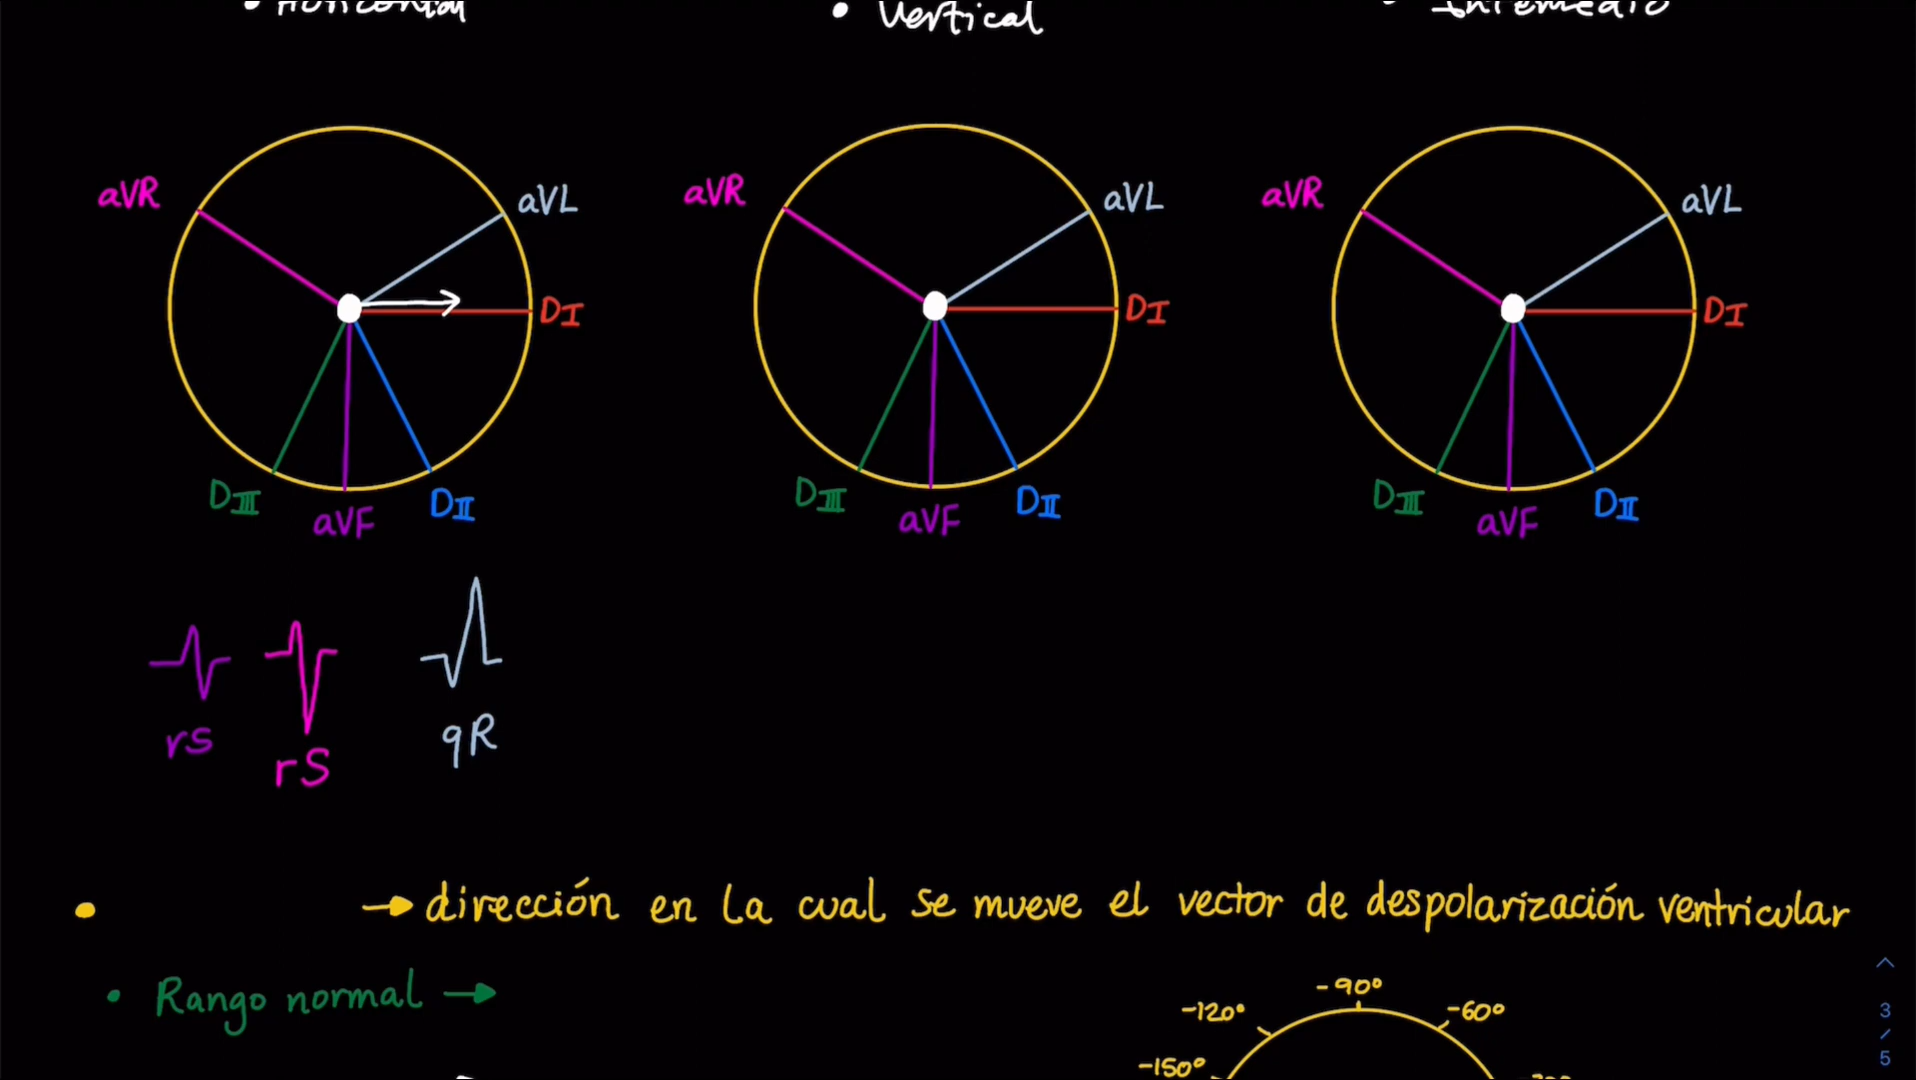 • Horizontal • Vertical • Intermedio
aVR aVL DI DII aVF DIII
aVR aVL DI DII aVF DIII
aVR aVL DI DII aVF DIII
rS rS qR
• → dirección en la cual se mueve el vector de despolarización ventricular
• Rango normal →
-90°
-120° -60°
-150°
3
/
5